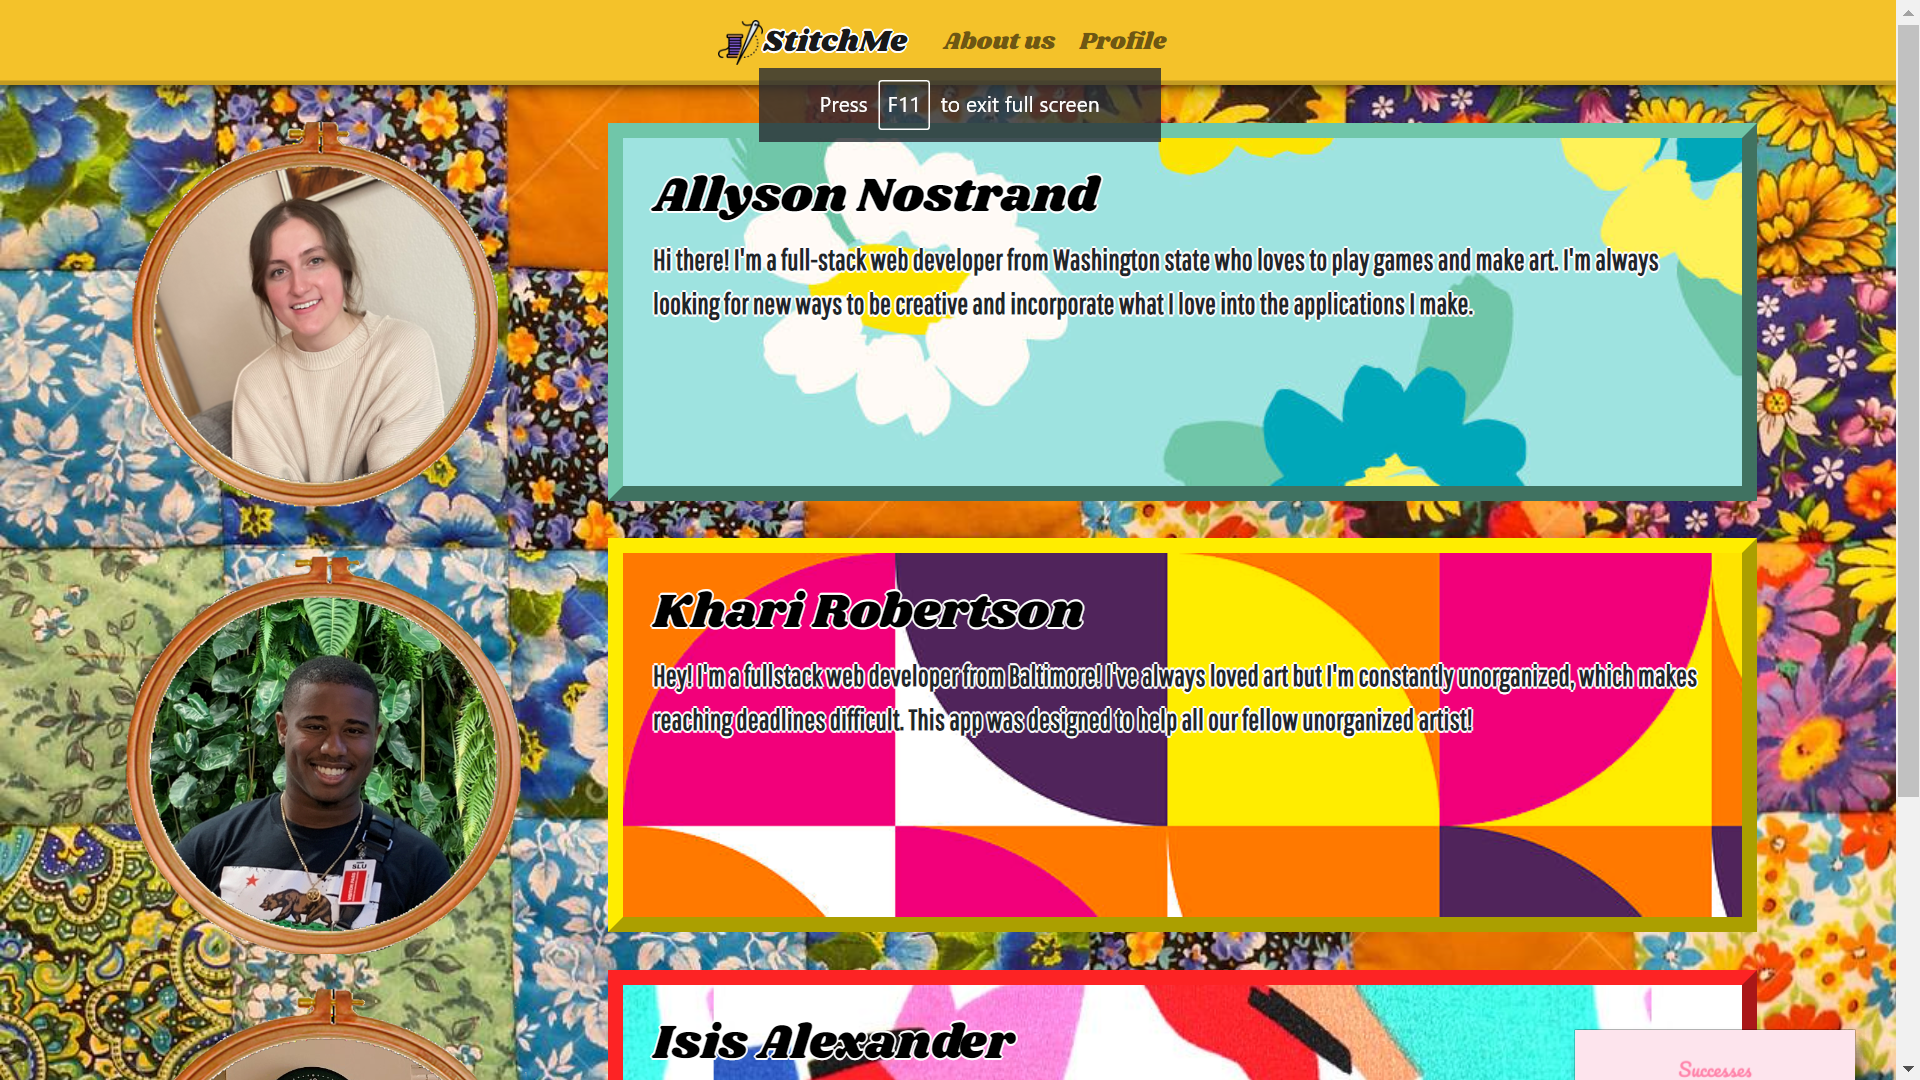 StitchMe About us Profile
Press F11 to exit full screen
Allyson Nostrand
Hi there! I'm a full-stack web developer from Washington state who loves to play games and make art. I'm always
looking for new ways to be creative and incorporate what I love into the applications I make.
SLU
Khari Robertson
Hey! I'm a fullstack web developer from Baltimore! I've always loved art but I'm constantly unorganized, which makes
reaching deadlines difficult. This app was designed to help all our fellow unorganized artist!
Isis Alexander
Successes